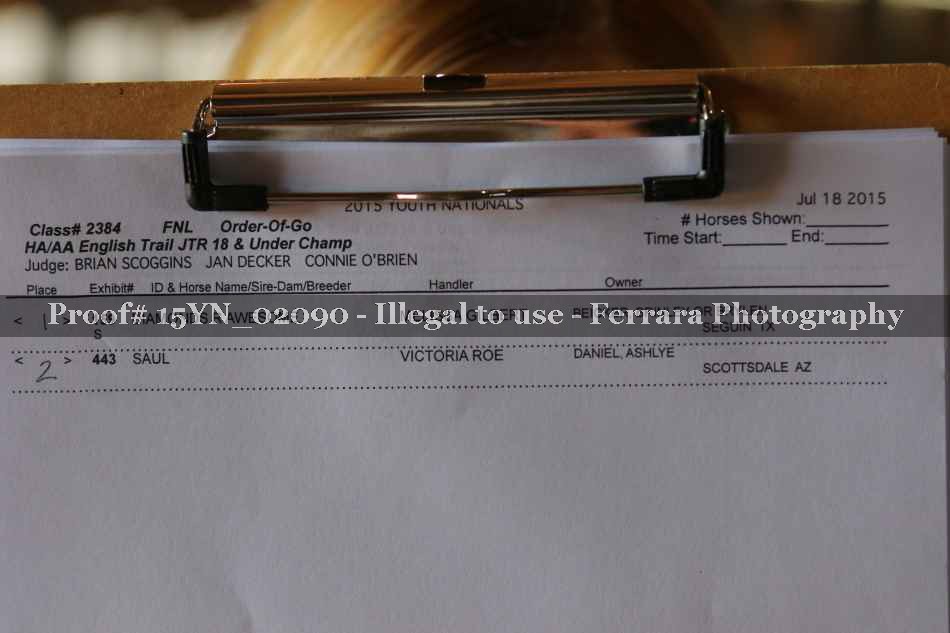 2015 YOUTH NATIONALS
Jul 18 2015
Class# 2384 FNL Order-Of-Go
# Horses Shown:
HA/AA English Trail JTR 18 & Under Champ
Time Start: End:
Judge: BRIAN SCOGGINS JAN DECKER CONNIE O'BRIEN
Place Exhibit# ID & Horse Name/Sire-Dam/Breeder Handler Owner
Proof# 15YN_02090 - Illegal to use - Ferrara Photography
< 1 >
S SEGUIN TX
< 2 > 443 SAUL VICTORIA ROE DANIEL, ASHLYE
SCOTTSDALE AZ